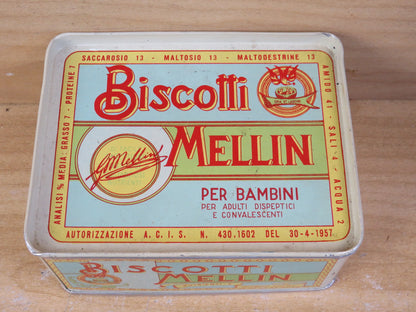 SACCAROSIO 13 - MALTOSIO 13 - MALTODESTRINE 13
AMIDO 41 - SALI 4 - ACQUA 2
ANALISI % MEDIA: GRASSO 7 - PROTEINE 7
Biscotti
MELLIN
G. Mellin
PER BAMBINI
PER ADULTI DISPEPTICI
E CONVALESCENTI
AUTORIZZAZIONE A. C. I. S. N. 430.1602 DEL 30-4-1957
BISCOTTI
MELLIN